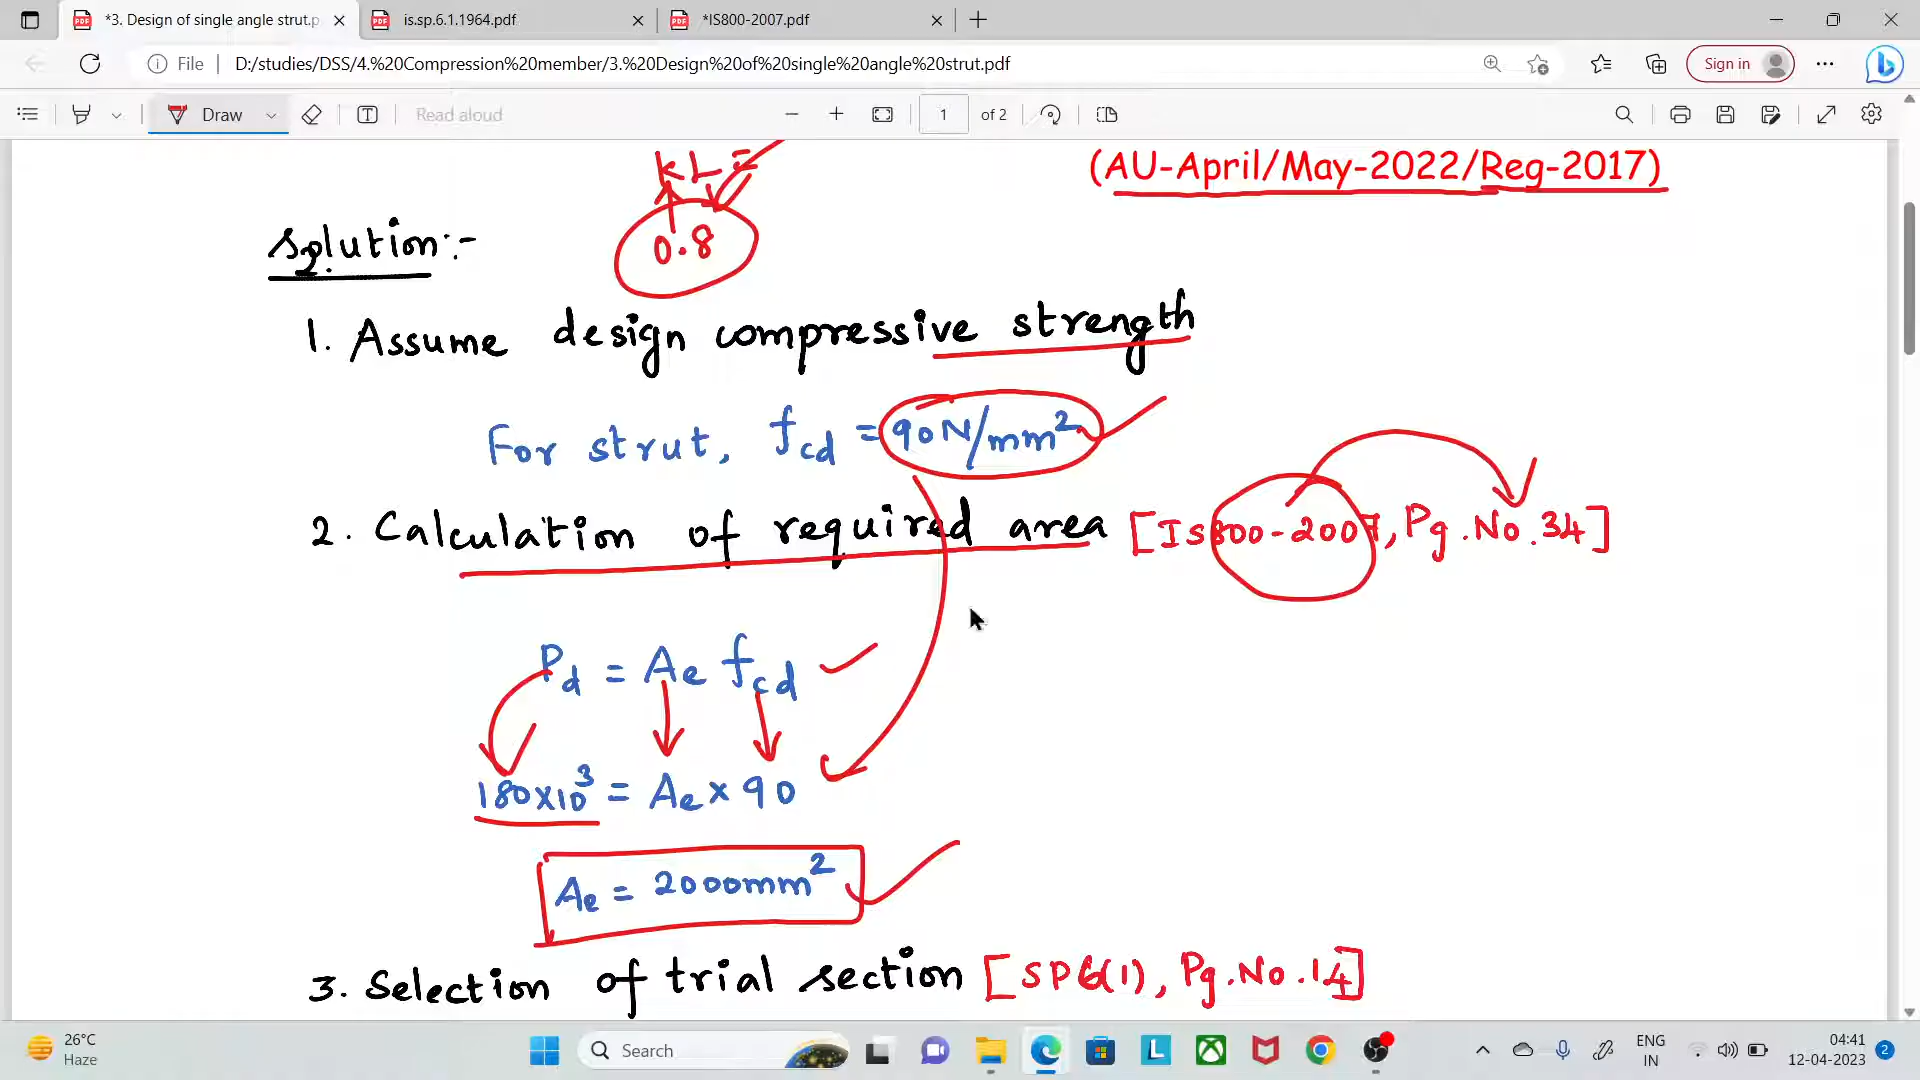 *3. Design of single angle strut.p
is.sp.6.1.1964.pdf
*IS800-2007.pdf
File
D:/studies/DSS/4.%20Compression%20member/3.%20Design%20of%20single%20angle%20strut.pdf
Sign in
Draw
Read aloud
1
of 2
KL =
(AU-April/May-2022/Reg-2017)
0.8
Solution:-
1. Assume design compressive strength
For strut, fcd = 90N/mm²
2. Calculation of required area [IS800-2007, Pg.No.34]
Pd = Ae fcd
180×10³ = Ae × 90
Ae = 2000mm²
3. Selection of trial section [SP6(1), Pg.No.14]
26°C
Haze
Search
ENG
IN
04:41
12-04-2023
2